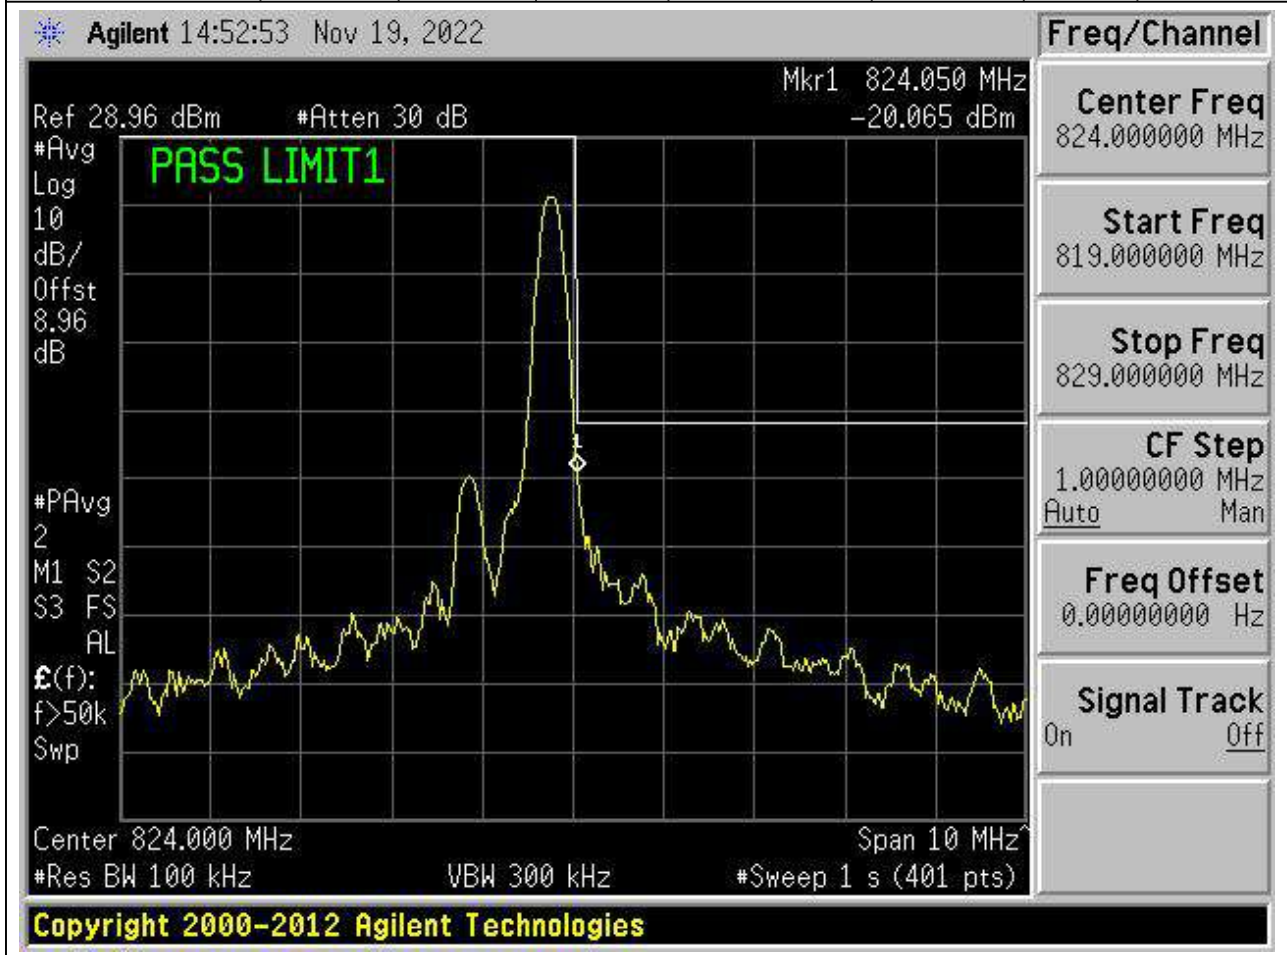 Agilent 14:52:53 Nov 19, 2022
Freq/Channel
Mkr1 824.050 MHz
Ref 28.96 dBm #Atten 30 dB -20.065 dBm
#Avg
Log
10
dB/
Offst
8.96
dB
PASS LIMIT1
1
#PAvg
2
M1 S2
S3 FS
AL
£(f):
f>50k
Swp
Center 824.000 MHz Span 10 MHz^
#Res BW 100 kHz VBW 300 kHz #Sweep 1 s (401 pts)
Center Freq
824.000000 MHz
Start Freq
819.000000 MHz
Stop Freq
829.000000 MHz
CF Step
1.00000000 MHz
Auto Man
Freq Offset
0.00000000 Hz
Signal Track
On Off
Copyright 2000-2012 Agilent Technologies